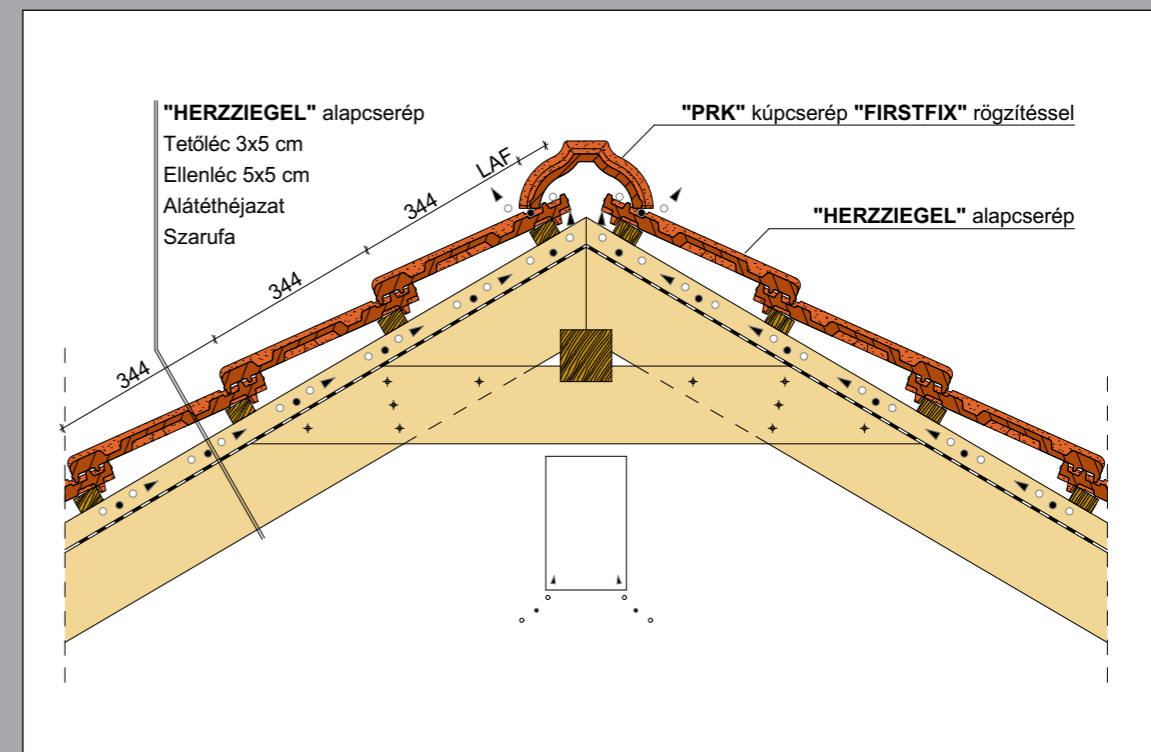 "HERZZIEGEL" alapcserép
Tetőléc 3x5 cm
Ellenléc 5x5 cm
Alátéthéjazat
Szarufa
"PRK" kúpcserép "FIRSTFIX" rögzítéssel
"HERZZIEGEL" alapcserép
LAF
344
344
344